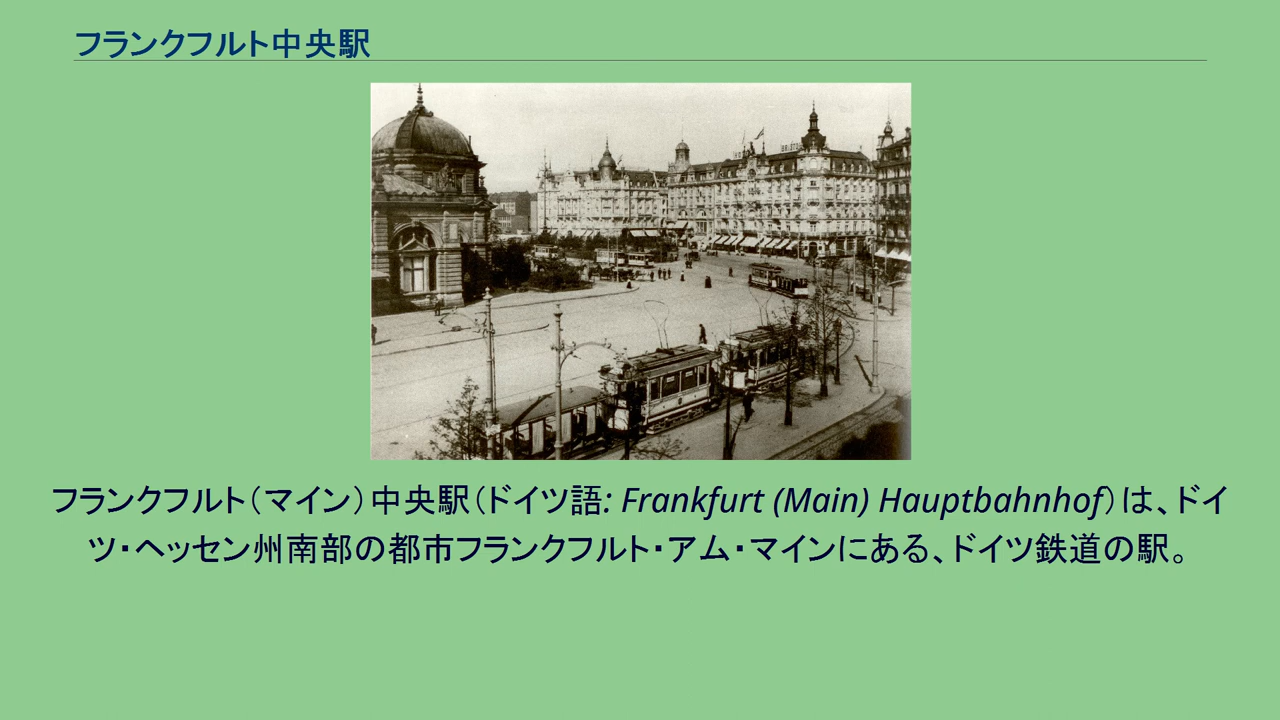 フランクフルト中央駅
BRISTOL
フランクフルト（マイン）中央駅（ドイツ語: Frankfurt (Main) Hauptbahnhof）は、ドイ
ツ・ヘッセン州南部の都市フランクフルト・アム・マインにある、ドイツ鉄道の駅。